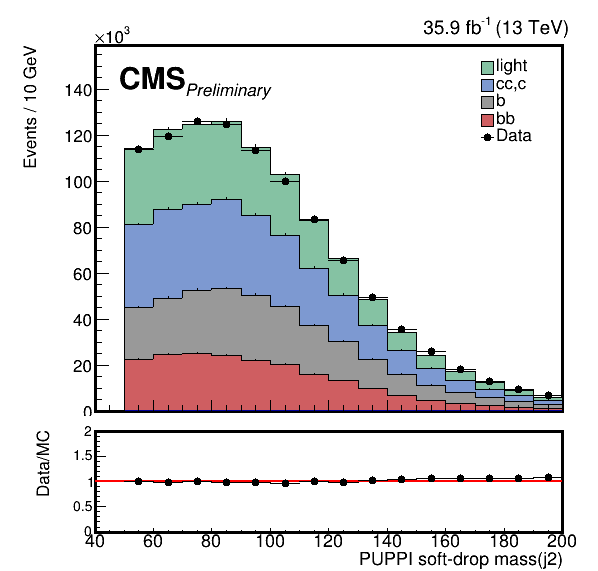 ×10³
35.9 fb⁻¹ (13 TeV)
Events / 10 GeV
CMS Preliminary
light
cc,c
b
bb
Data
140
120
100
80
60
40
20
0
Data/MC
2
1.5
1
0.5
0
40 60 80 100 120 140 160 180 200
PUPPI soft-drop mass(j2)